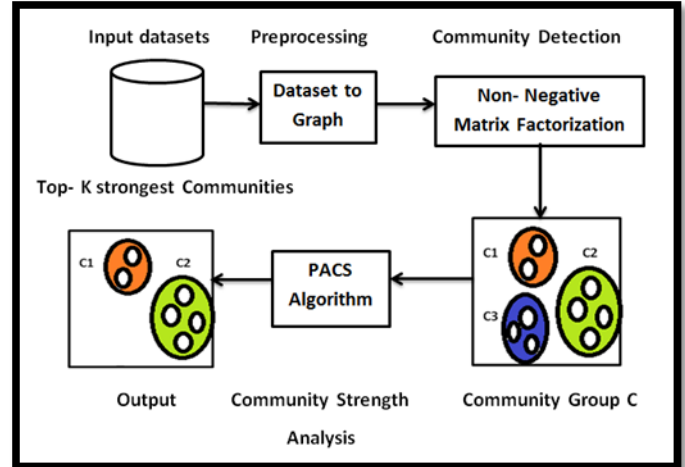 Input datasets
Preprocessing
Community Detection
Dataset to
Graph
Non- Negative
Matrix Factorization
Top- K strongest Communities
C1
C2
PACS
Algorithm
C1
C2
C3
Output
Community Strength
Analysis
Community Group C